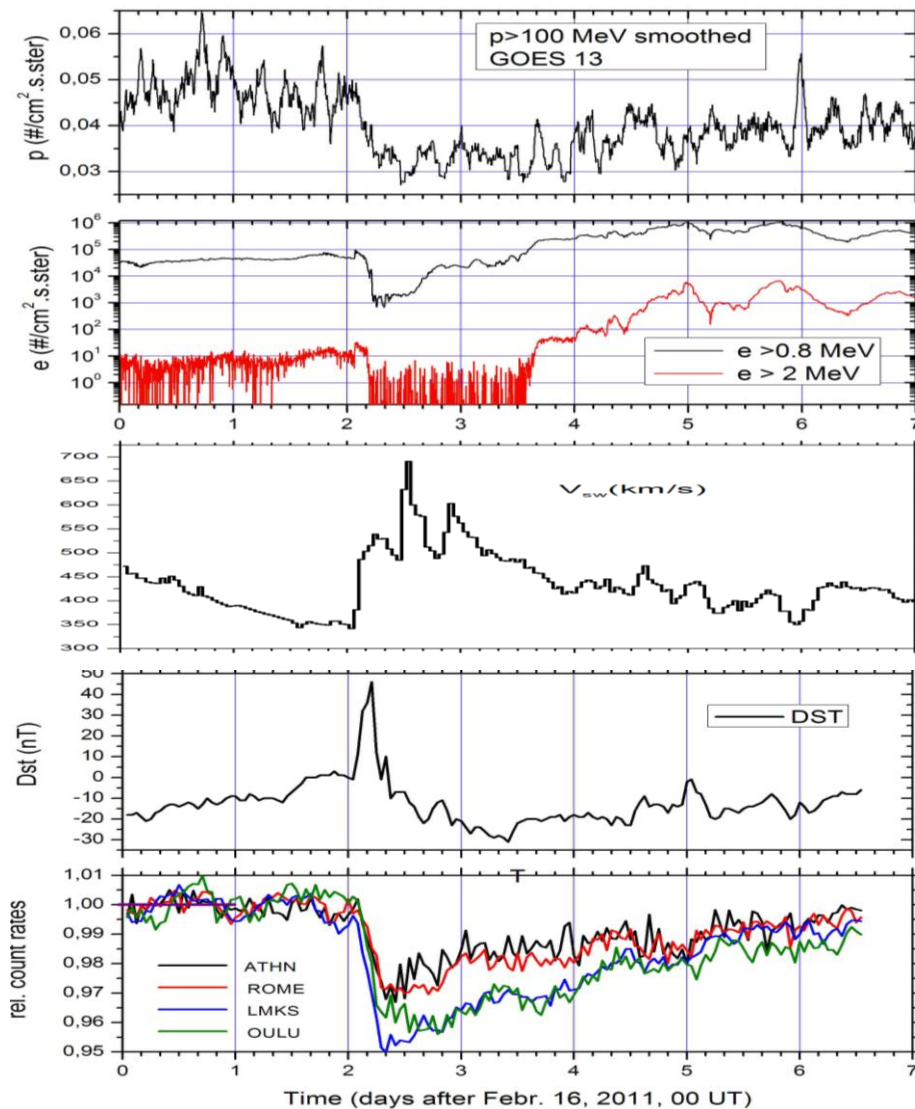 p>100 MeV smoothed
GOES 13
p (#/cm².s.ster)
0,06
0,05
0,04
0,03
e (#/cm².s.ster)
10⁶
10⁵
10⁴
10³
10²
10¹
10⁰
e >0.8 MeV
e > 2 MeV
0 1 2 3 4 5 6 7
Vsw(km/s)
700
650
600
550
500
450
400
350
300
Dst (nT)
50
40
30
20
10
0
-10
-20
-30
DST
T
rel. count rates
1,01
1,00
0,99
0,98
0,97
0,96
0,95
ATHN
ROME
LMKS
OULU
0 1 2 3 4 5 6 7
Time (days after Febr. 16, 2011, 00 UT)